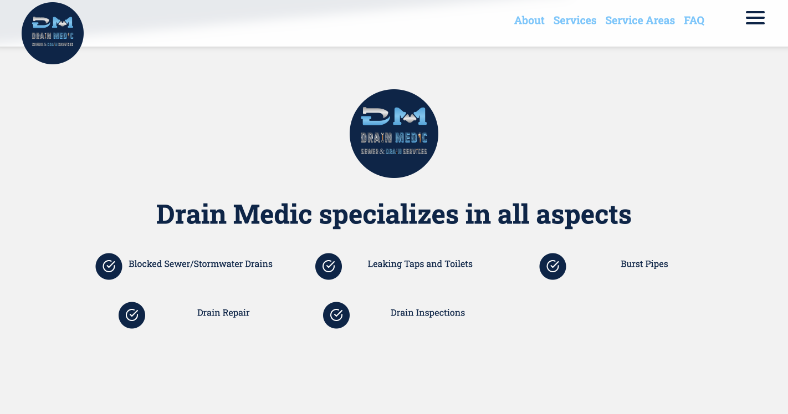 DM
DRAIN MEDIC
SEWER & DRAIN SERVICES
About Services Service Areas FAQ
DM
DRAIN MEDIC
SEWER & DRAIN SERVICES
Drain Medic specializes in all aspects
Blocked Sewer/Stormwater Drains Leaking Taps and Toilets Burst Pipes
Drain Repair Drain Inspections